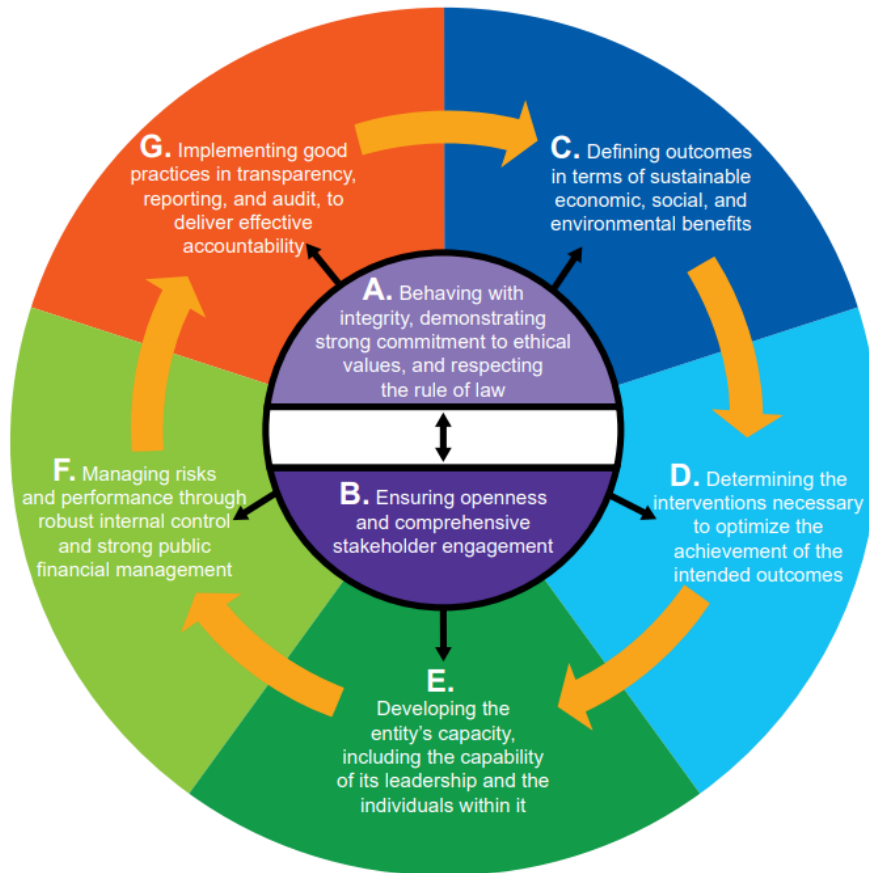 A. Behaving with
integrity, demonstrating
strong commitment to ethical
values, and respecting
the rule of law
B. Ensuring openness
and comprehensive
stakeholder engagement
C. Defining outcomes
in terms of sustainable
economic, social, and
environmental benefits
D. Determining the
interventions necessary
to optimize the
achievement of the
intended outcomes
E.
Developing the
entity's capacity,
including the capability
of its leadership and the
individuals within it
F. Managing risks
and performance through
robust internal control
and strong public
financial management
G. Implementing good
practices in transparency,
reporting, and audit, to
deliver effective
accountability